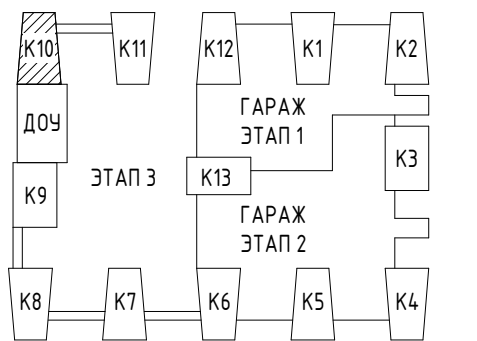 К10
К11
К12
К1
К2
ДОУ
ГАРАЖ
ЭТАП 1
К3
ЭТАП 3
К13
К9
ГАРАЖ
ЭТАП 2
К8
К7
К6
К5
К4